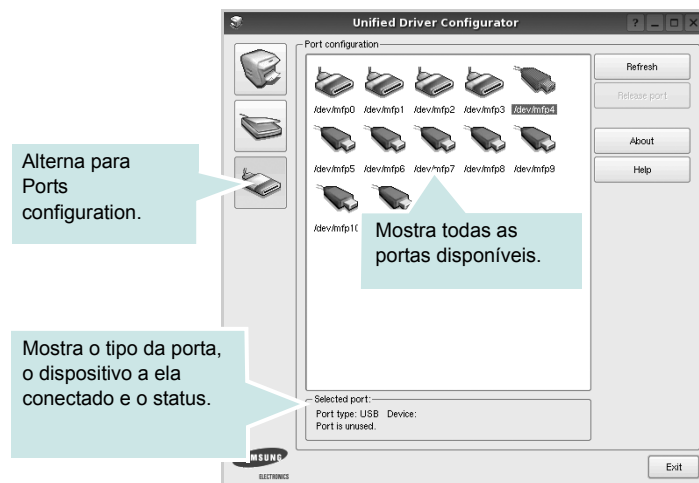 Unified Driver Configurator
Port configuration
/dev/mfp0 /dev/mfp1 /dev/mfp2 /dev/mfp3 /dev/mfp4
/dev/mfp5 /dev/mfp6 /dev/mfp7 /dev/mfp8 /dev/mfp9
Refresh
Release port
About
Help
Alterna para
Ports
configuration.
Mostra todas as
portas disponíveis.
Mostra o tipo da porta,
o dispositivo a ela
conectado e o status.
Selected port:
Port type: USB Device:
Port is unused.
ELECTRONICS
Exit